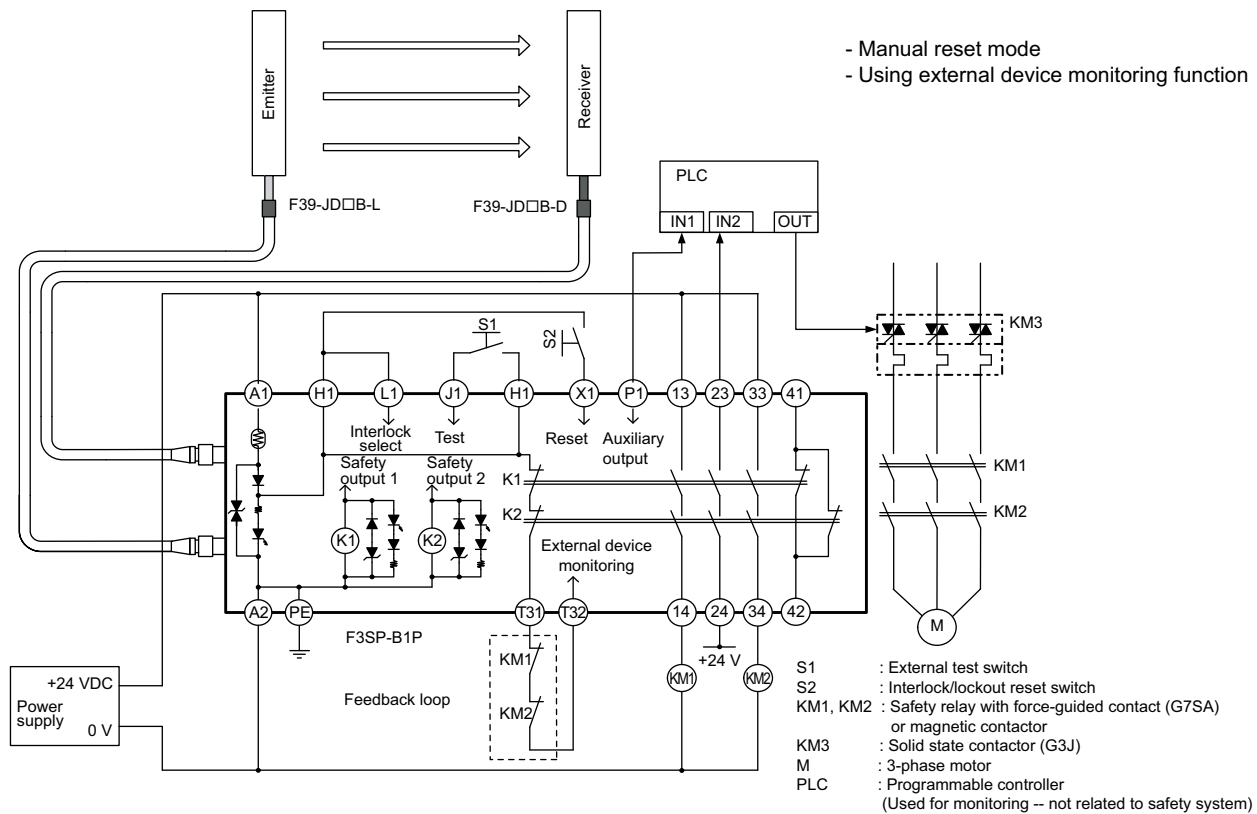 - Manual reset mode
- Using external device monitoring function
Emitter
Receiver
F39-JD□B-L
F39-JD□B-D
PLC
IN1
IN2
OUT
KM3
S1
S2
A1
H1
L1
J1
H1
X1
P1
13
23
33
41
Interlock
select
Test
Reset
Auxiliary
output
Safety
output 1
Safety
output 2
K1
K2
K1
K2
External device
monitoring
KM1
KM2
M
A2
PE
T31
T32
14
24
34
42
F3SP-B1P
+24 V
KM1
KM2
Feedback loop
KM1
KM2
+24 VDC
Power
supply
0 V
S1 : External test switch
S2 : Interlock/lockout reset switch
KM1, KM2 : Safety relay with force-guided contact (G7SA)
or magnetic contactor
KM3 : Solid state contactor (G3J)
M : 3-phase motor
PLC : Programmable controller
(Used for monitoring -- not related to safety system)